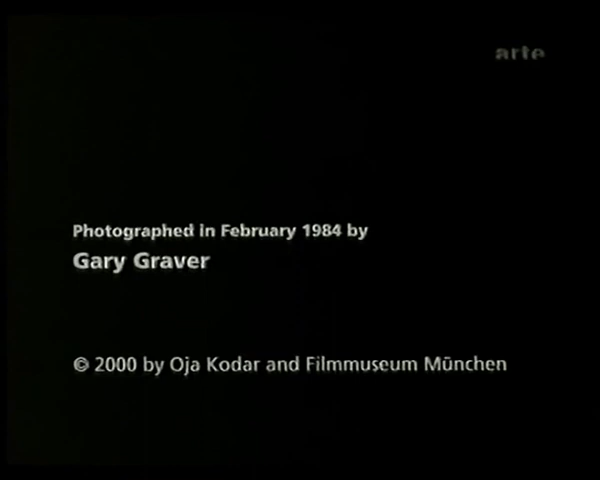 arte
Photographed in February 1984 by
Gary Graver
© 2000 by Oja Kodar and Filmmuseum München